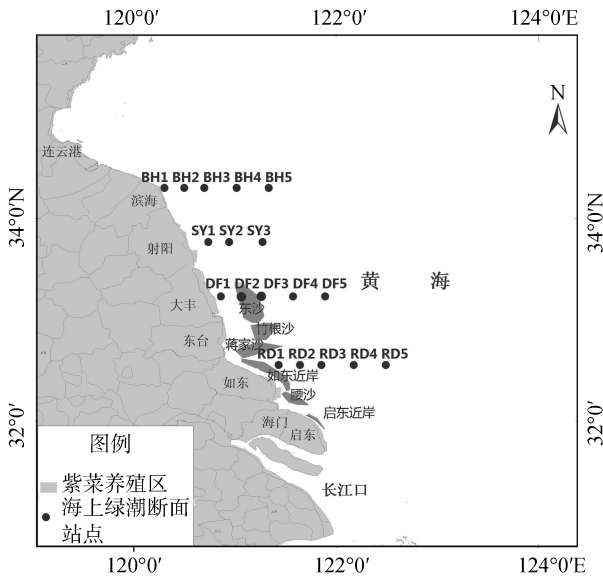 120°0′ 122°0′ 124°0′E
N
连云港
BH1 BH2 BH3 BH4 BH5
滨海
34°0′N 34°0′N
SY1 SY2 SY3
射阳
DF1 DF2 DF3 DF4 DF5
黄 海
大丰 东沙
竹根沙
东台 蒋家沙
RD1 RD2 RD3 RD4 RD5
如东 如东近岸
腰沙
启东近岸
32°0′ 32°0′
海门 启东
图例
紫菜养殖区
海上绿潮断面
站点
长江口
120°0′ 122°0′ 124°0′E